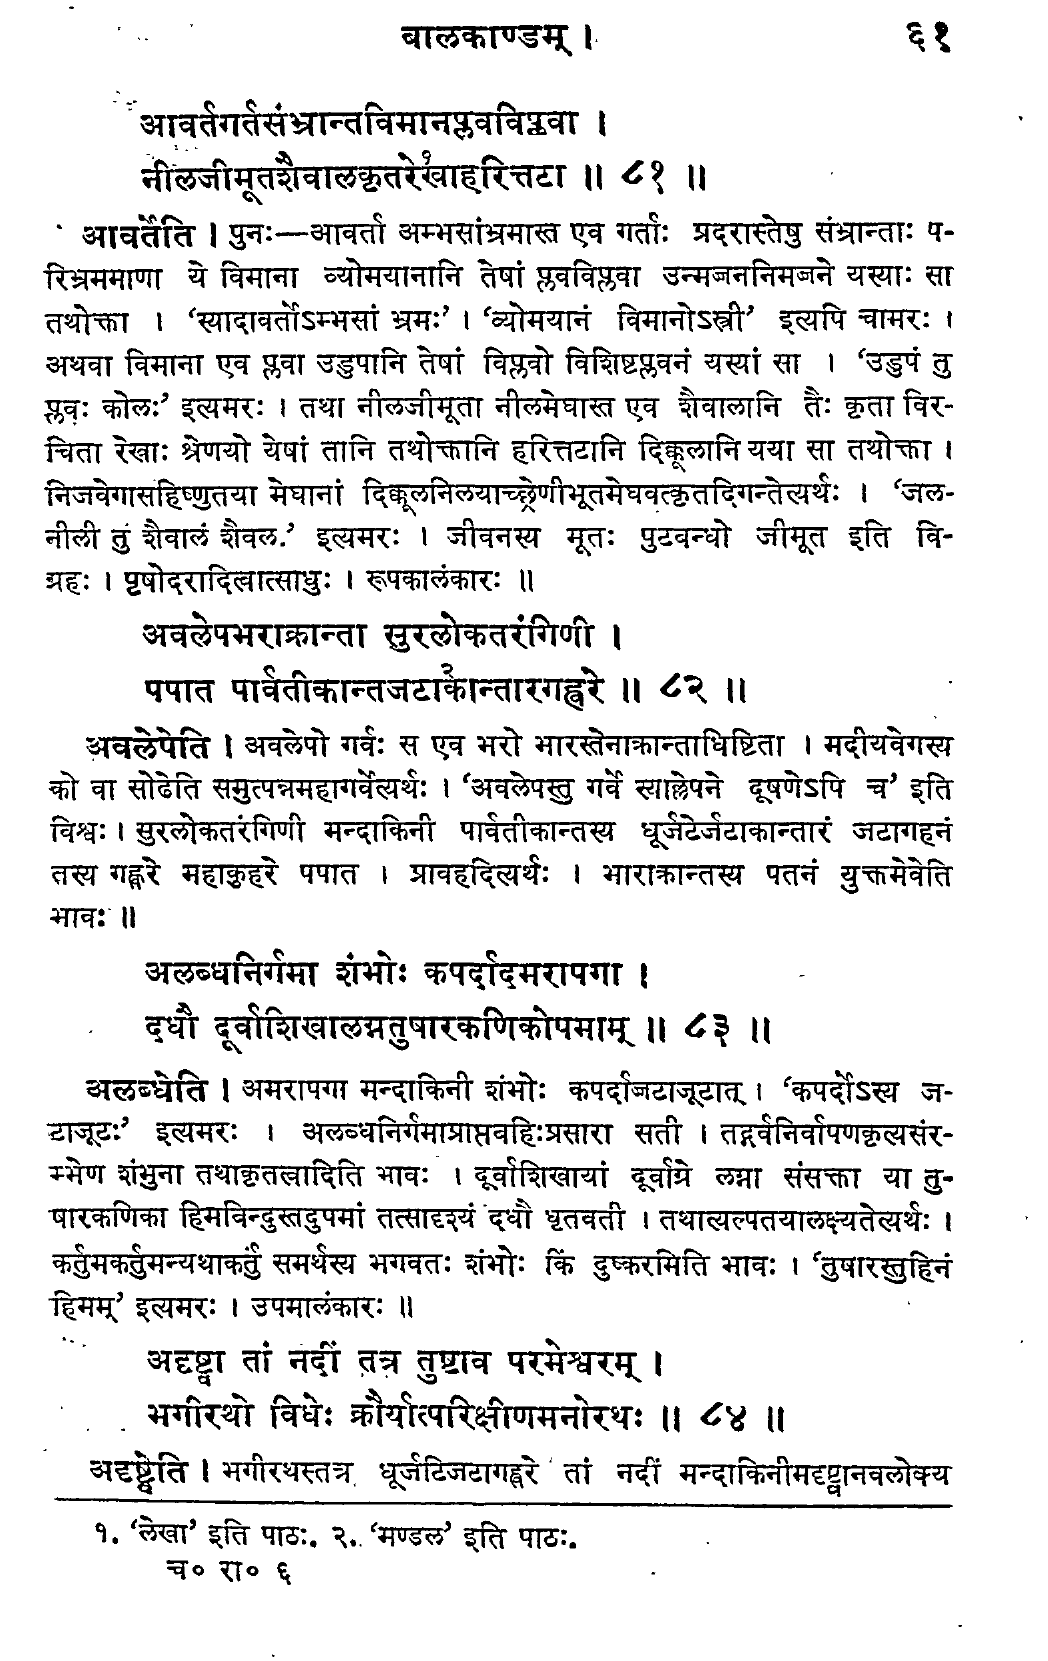 बालकाण्डम् । ६१
आवर्तगर्तसंभ्रान्तविमानप्लवविप्लवा ।
नीलजीमूतशैवालकृतरेखा१हरित्तटा ॥ ८१ ॥
आवर्तेति । पुनः—आवर्ता अम्भसांभ्रमास्त एव गर्ताः प्रदरास्तेषु संभ्रान्ताः प-
रिभ्रममाणा ये विमाना व्योमयानानि तेषां प्लवविप्लवा उन्मज्जननिमज्जने यस्याः सा
तथोक्ता । ‘स्यादावर्तोऽम्भसां भ्रमः’ । ‘व्योमयानं विमानोऽस्त्री’ इत्यपि चामरः ।
अथवा विमाना एव प्लवा उडुपानि तेषां विप्लवो विशिष्टप्लवनं यस्यां सा । ‘उडुपं तु
प्लवः कोलः’ इत्यमरः । तथा नीलजीमूता नीलमेघास्त एव शैवालानि तैः कृता विर-
चिता रेखाः श्रेणयो येषां तानि तथोक्तानि हरित्तटानि दिक्कूलानि यया सा तथोक्ता ।
निजवेगासहिष्णुतया मेघानां दिक्कूलनिलयाच्छ्रेणीभूतमेघवत्कृतदिगन्तेत्यर्थः । ‘जल-
नीली तु शैवालं शैवल.’ इत्यमरः । जीवनस्य मूतः पुटबन्धो जीमूत इति वि-
ग्रहः । पृषोदरादित्वात्साधुः । रूपकालंकारः ॥
अवलेपभराक्रान्ता सुरलोकतरंगिणी ।
पपात पार्वतीकान्तजटाका२न्तारगह्वरे ॥ ८२ ॥
अवलेपेति । अवलेपो गर्वः स एव भरो भारस्तेनाक्रान्ताधिष्टिता । मदीयवेगस्य
को वा सोढेति समुत्पन्नमहागर्वेत्यर्थः । ‘अवलेपस्तु गर्वे स्याल्लेपने दूषणेऽपि च’ इति
विश्वः । सुरलोकतरंगिणी मन्दाकिनी पार्वतीकान्तस्य धूर्जटेर्जटाकान्तारं जटागहनं
तस्य गह्वरे महाकुहरे पपात । प्रावहदित्यर्थः । भाराक्रान्तस्य पतनं युक्तमेवेति
भावः ॥
अलब्धनिर्गमा शंभोः कपर्दादमरापगा ।
दधौ दूर्वाशिखालग्नतुषारकणिकोपमाम् ॥ ८३ ॥
अलब्धेति । अमरापगा मन्दाकिनी शंभोः कपर्दाज्जटाजूटात् । ‘कपर्दोऽस्य ज-
टाजूटः’ इत्यमरः । अलब्धनिर्गमाप्राप्तबहिःप्रसारा सती । तद्गर्वनिर्वापणकृत्यसंर-
म्भेण शंभुना तथाकृतत्वादिति भावः । दूर्वाशिखायां दूर्वाग्रे लग्ना संसक्ता या तु-
षारकणिका हिमबिन्दुस्तदुपमां तत्सादृश्यं दधौ धृतवती । तथात्यल्पतयालक्ष्यतेत्यर्थः ।
कर्तुमकर्तुमन्यथाकर्तुं समर्थस्य भगवतः शंभोः किं दुष्करमिति भावः । ‘तुषारस्तुहिनं
हिमम्’ इत्यमरः । उपमालंकारः ॥
अदृष्ट्वा तां नदीं तत्र तुष्टाव परमेश्वरम् ।
भगीरथो विधेः क्रौर्यात्परिक्षीणमनोरथः ॥ ८४ ॥
अदृष्ट्वेति । भगीरथस्तत्र धूर्जटिजटागह्वरे तां नदीं मन्दाकिनीमदृष्ट्वानवलोक्य
१. ‘लेखा’ इति पाठः. २. ‘मण्डल’ इति पाठः.
च० रा० ६